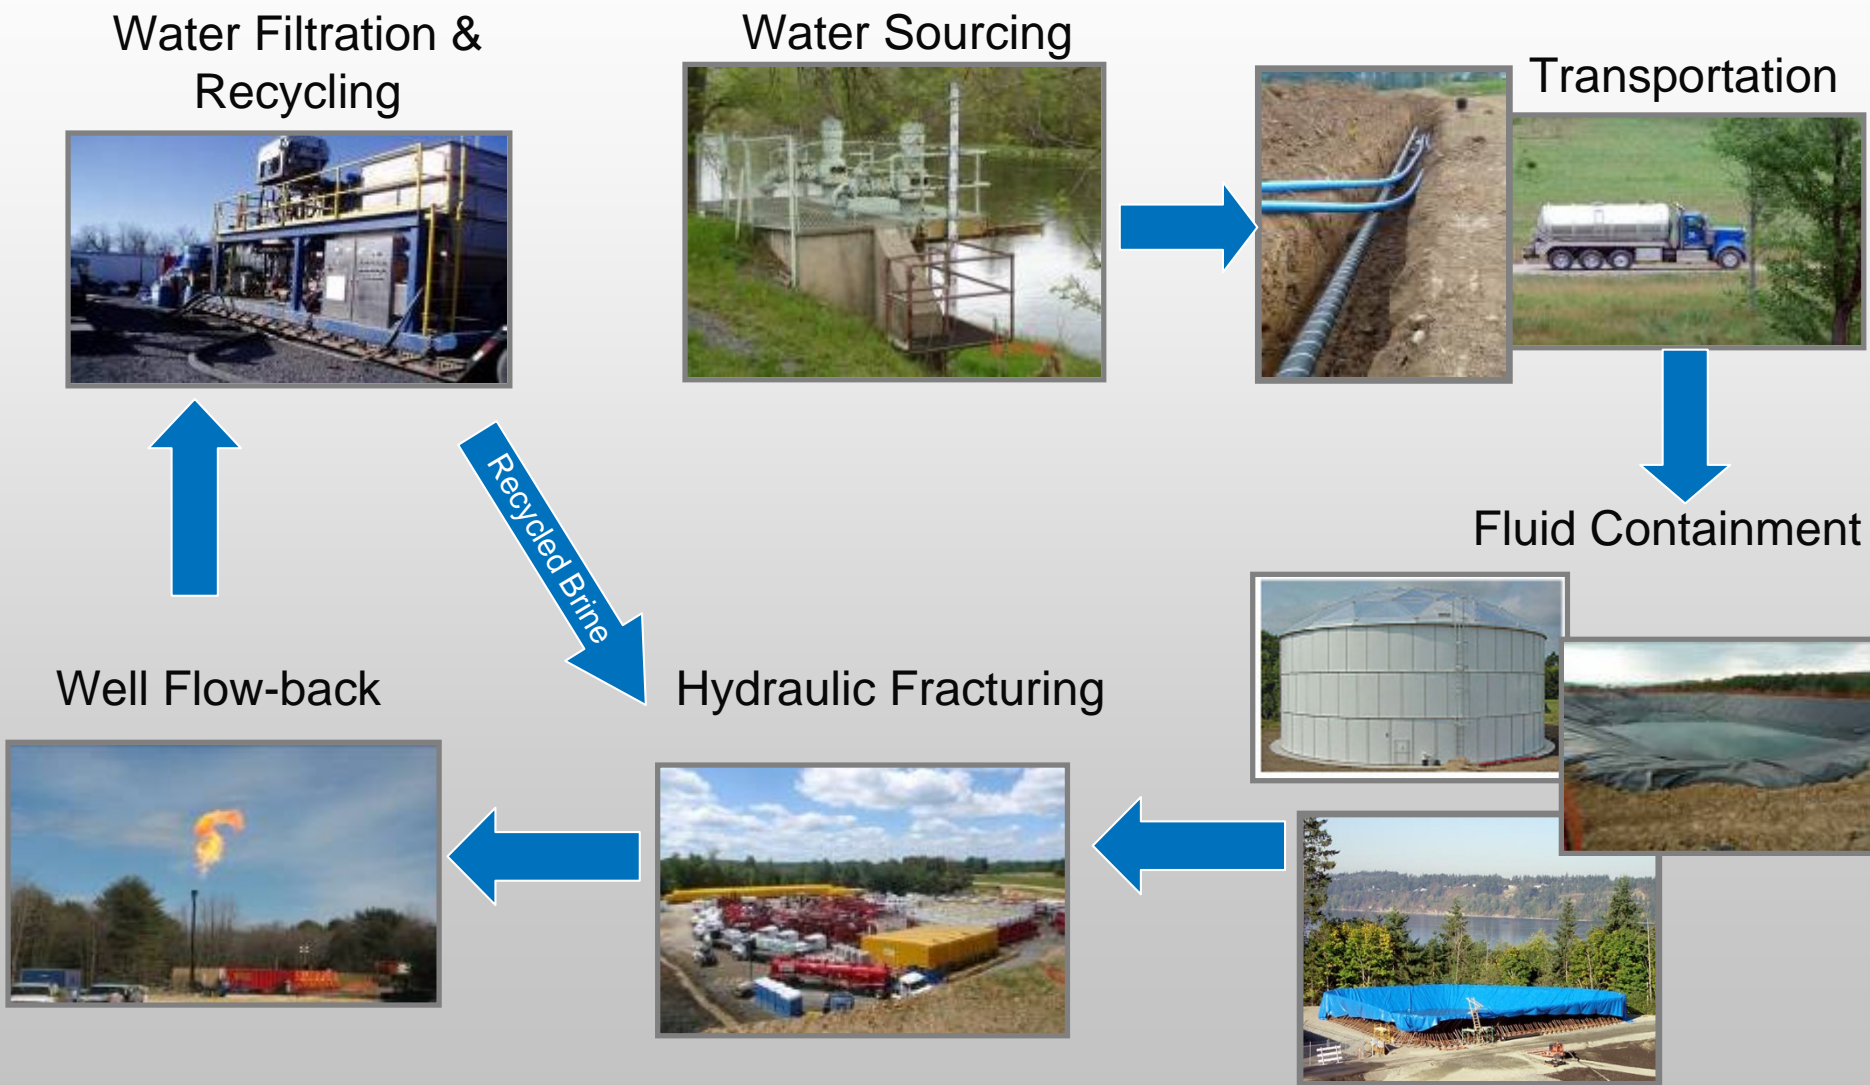 Water Filtration &
Recycling
Water Sourcing
Transportation
Recycled Brine
Fluid Containment
Well Flow-back
Hydraulic Fracturing